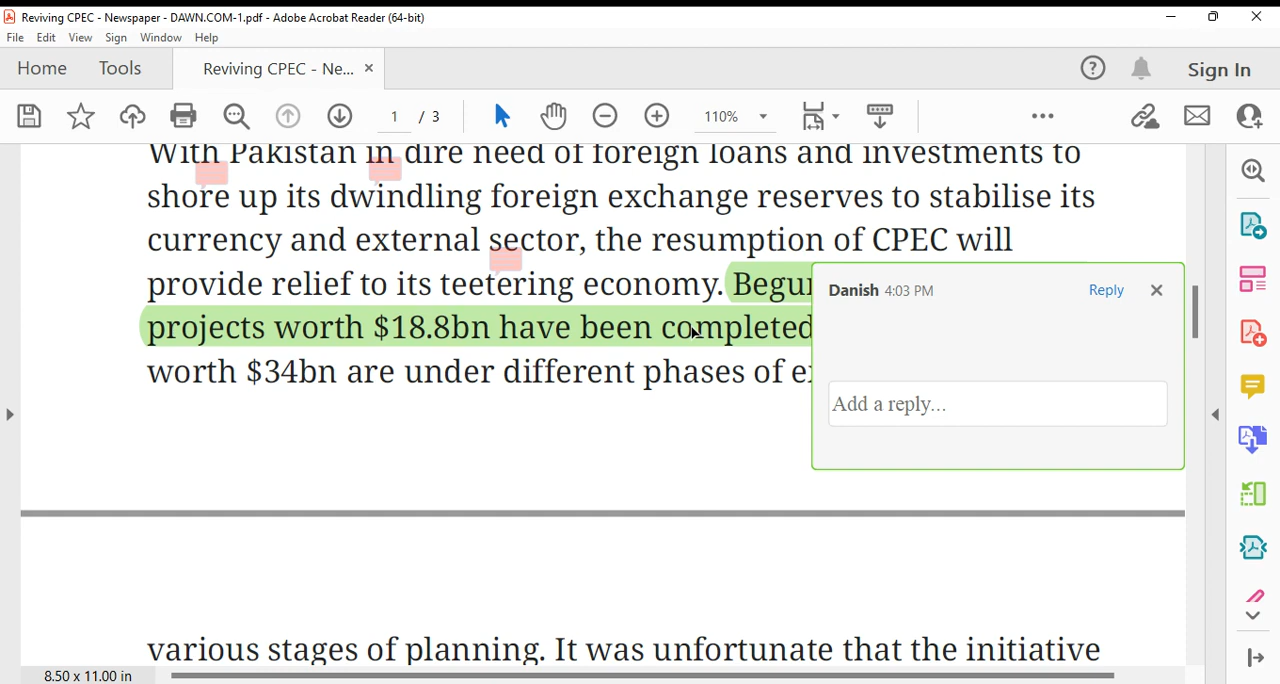 Reviving CPEC - Newspaper - DAWN.COM-1.pdf - Adobe Acrobat Reader (64-bit)
File Edit View Sign Window Help
Home Tools Reviving CPEC - Ne... Sign In
1 / 3 110%
With Pakistan in dire need of foreign loans and investments to
shore up its dwindling foreign exchange reserves to stabilise its
currency and external sector, the resumption of CPEC will
provide relief to its teetering economy.
projects worth $18.8bn have been completed
worth $34bn are under different phases of
Danish 4:03 PM Reply
Add a reply...
various stages of planning. It was unfortunate that the initiative
8.50 x 11.00 in